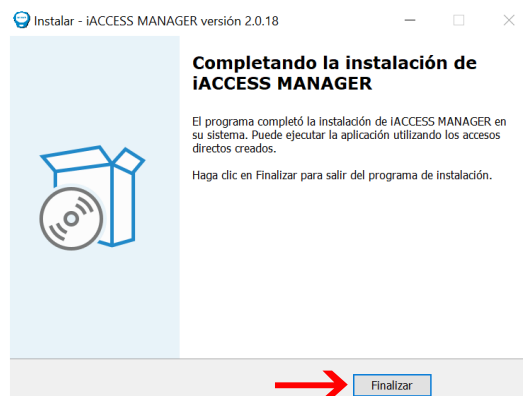 Instalar - iACCESS MANAGER versión 2.0.18
Completando la instalación de
iACCESS MANAGER
El programa completó la instalación de iACCESS MANAGER en
su sistema. Puede ejecutar la aplicación utilizando los accesos
directos creados.
Haga clic en Finalizar para salir del programa de instalación.
Finalizar